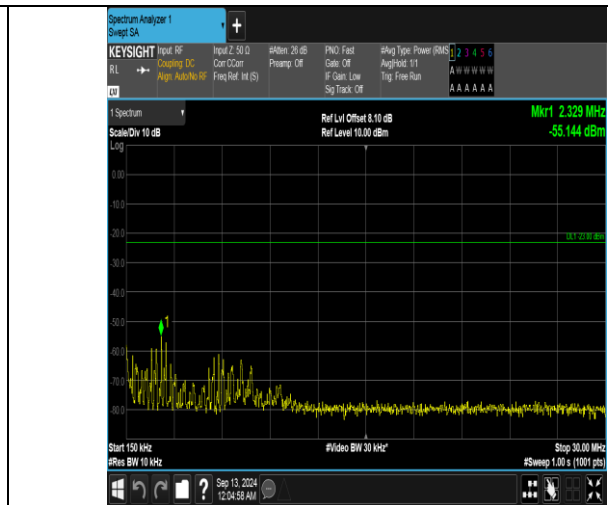 Spectrum Analyzer 1
Swept SA
+
KEYSIGHT Input: RF Input Z: 50 Ω #Atten: 26 dB PNO: Fast #Avg Type: Power (RMS 1 2 3 4 5 6
RL Coupling: DC Corr CCorr Preamp: Off Gate: Off Avg|Hold: 1/1 A W W W W W
Align: Auto/No RF Freq Ref: Int (S) IF Gain: Low Trig: Free Run
Sig Track: Off A A A A A A
LXI
1 Spectrum Ref Lvl Offset 8.10 dB Mkr1 2.329 MHz
Scale/Div 10 dB Ref Level 10.00 dBm -55.144 dBm
Log
0.00
-10.0
-20.0
DL1 -23.00 dBm
-30.0
-40.0
-50.0
1
-60.0
-70.0
-80.0
Start 150 kHz #Video BW 30 kHz* Stop 30.00 MHz
#Res BW 10 kHz #Sweep 1.00 s (1001 pts)
? Sep 13, 2024
12:04:58 AM